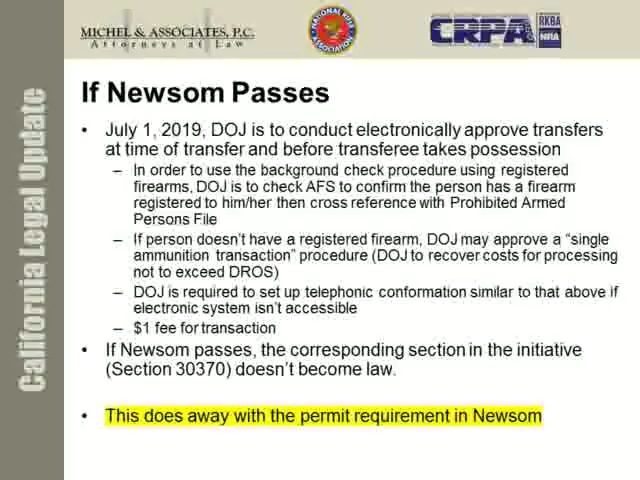 MICHEL & ASSOCIATES, P.C.
Attorneys at Law
NATIONAL RIFLE ASSOCIATION
CRPA
RKBA
NRA
California Legal Update
If Newsom Passes
• July 1, 2019, DOJ is to conduct electronically approve transfers
at time of transfer and before transferee takes possession
– In order to use the background check procedure using registered
firearms, DOJ is to check AFS to confirm the person has a firearm
registered to him/her then cross reference with Prohibited Armed
Persons File
– If person doesn't have a registered firearm, DOJ may approve a “single
ammunition transaction” procedure (DOJ to recover costs for processing
not to exceed DROS)
– DOJ is required to set up telephonic conformation similar to that above if
electronic system isn't accessible
– $1 fee for transaction
• If Newsom passes, the corresponding section in the initiative
(Section 30370) doesn't become law.
• This does away with the permit requirement in Newsom